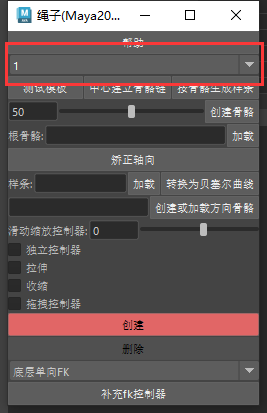 绳子(Maya20...
帮助
1
测试模板 中心建立骨骼链 按骨骼生成样条
50 创建骨骼
根骨骼: 加载
矫正轴向
样条: 加载 转换为贝塞尔曲线
创建或加载方向骨骼
滑动缩放控制器: 0
独立控制器
拉伸
收缩
拖拽控制器
创建
删除
底层单向FK
补充fk控制器